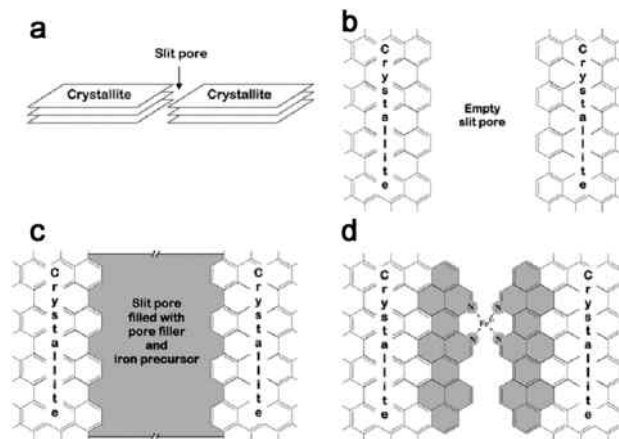 a
Slit pore
Crystallite
Crystallite
b
Crystallite
Empty
slit pore
Crystallite
c
Crystallite
Slit pore
filled with
pore filler
and
iron precursor
Crystallite
d
Crystallite
N
N
Fe
N
N
Crystallite